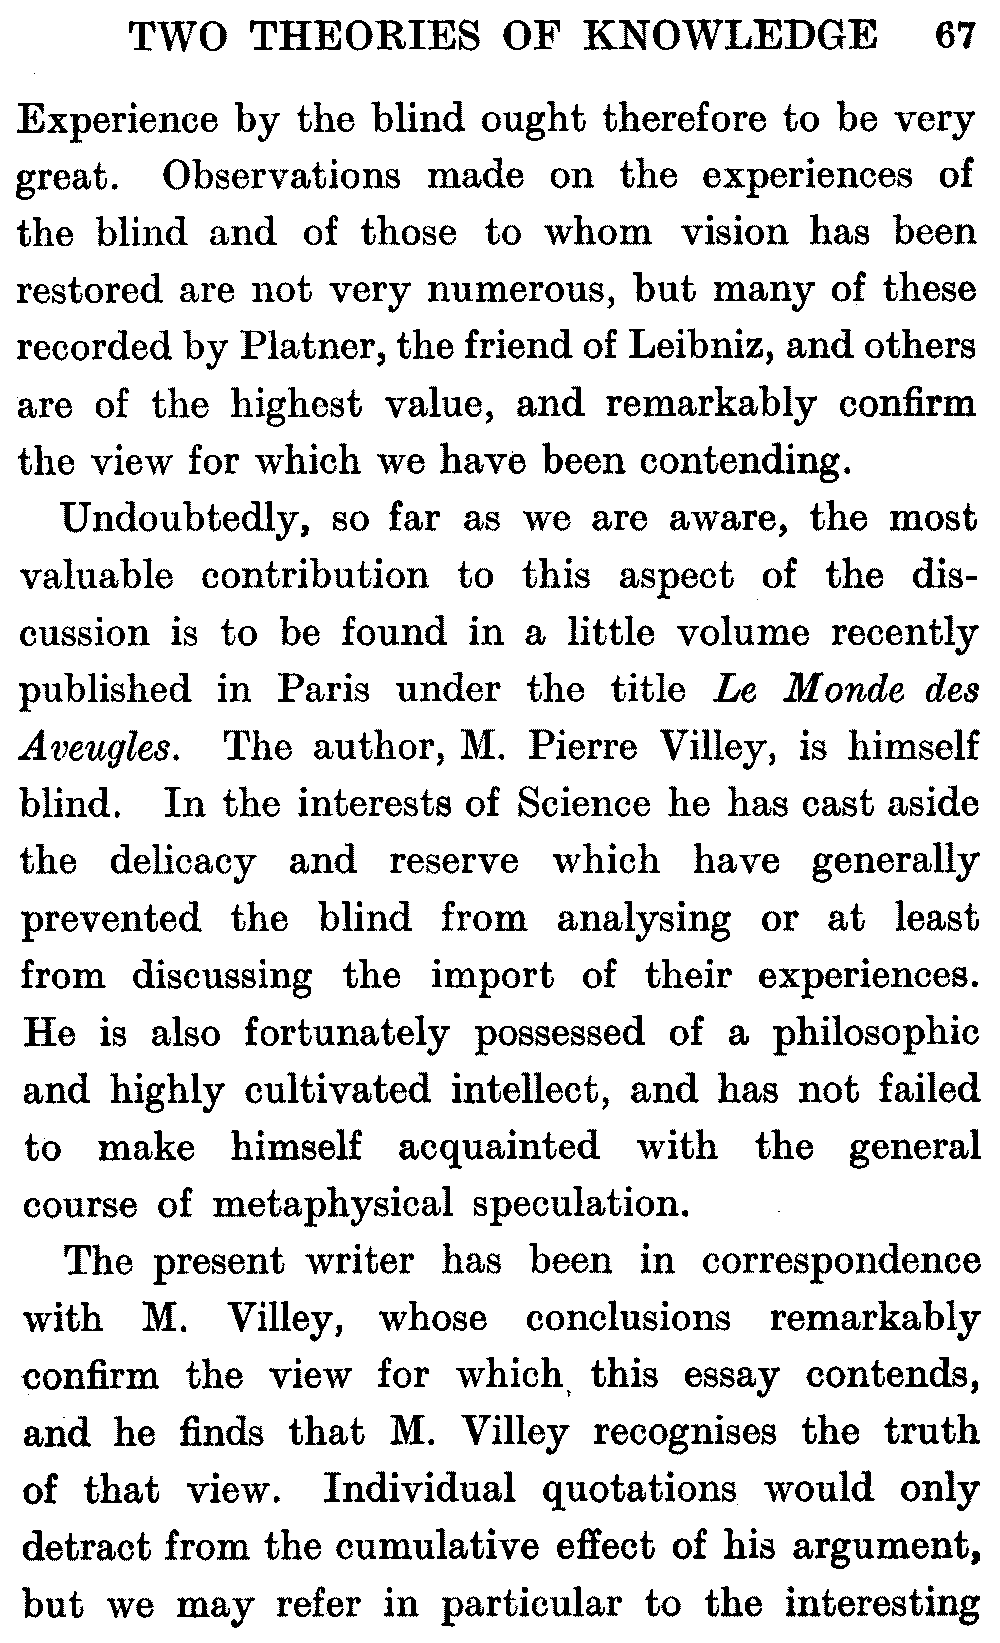 TWO THEORIES OF KNOWLEDGE 67
Experience by the blind ought therefore to be very
great. Observations made on the experiences of
the blind and of those to whom vision has been
restored are not very numerous, but many of these
recorded by Platner, the friend of Leibniz, and others
are of the highest value, and remarkably confirm
the view for which we have been contending.
Undoubtedly, so far as we are aware, the most
valuable contribution to this aspect of the dis-
cussion is to be found in a little volume recently
published in Paris under the title Le Monde des
Aveugles. The author, M. Pierre Villey, is himself
blind. In the interests of Science he has cast aside
the delicacy and reserve which have generally
prevented the blind from analysing or at least
from discussing the import of their experiences.
He is also fortunately possessed of a philosophic
and highly cultivated intellect, and has not failed
to make himself acquainted with the general
course of metaphysical speculation.
The present writer has been in correspondence
with M. Villey, whose conclusions remarkably
confirm the view for which this essay contends,
and he finds that M. Villey recognises the truth
of that view. Individual quotations would only
detract from the cumulative effect of his argument,
but we may refer in particular to the interesting